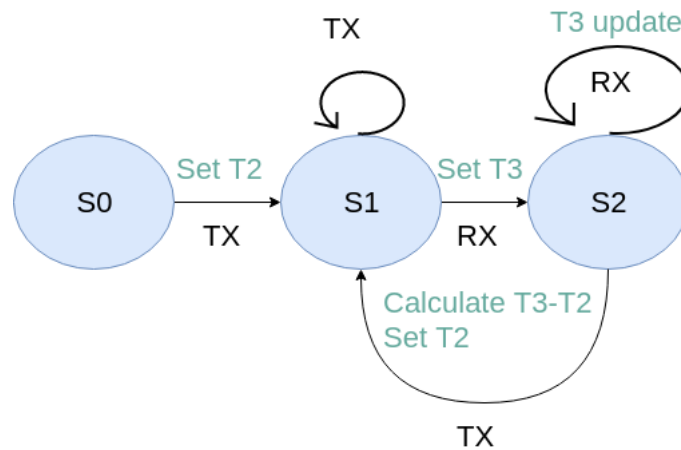 TX
T3 update
RX
S0
Set T2
TX
S1
Set T3
RX
S2
Calculate T3-T2
Set T2
TX